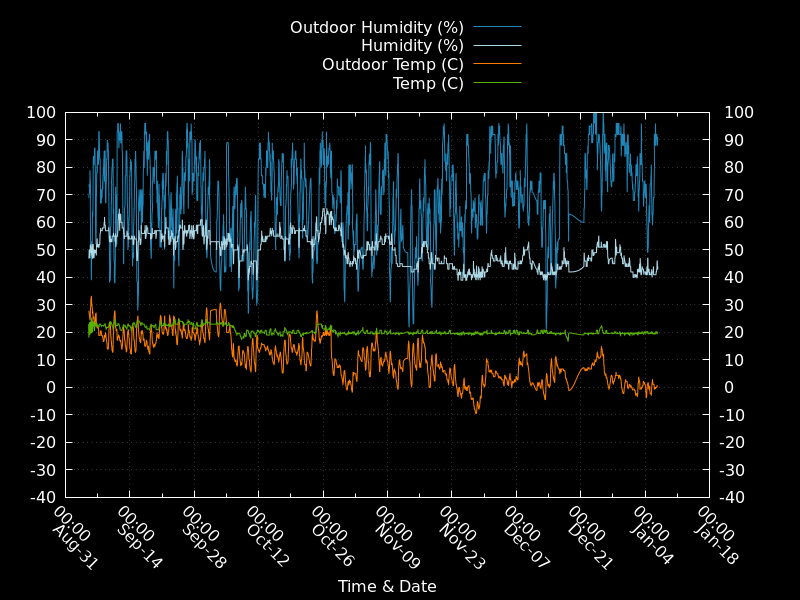 Outdoor Humidity (%)
Humidity (%)
Outdoor Temp (C)
Temp (C)
100 100
90 90
80 80
70 70
60 60
50 50
40 40
30 30
20 20
10 10
0 0
-10 -10
-20 -20
-30 -30
-40 -40
00:00 Aug-31
00:00 Sep-14
00:00 Sep-28
00:00 Oct-12
00:00 Oct-26
00:00 Nov-09
00:00 Nov-23
00:00 Dec-07
00:00 Dec-21
00:00 Jan-04
00:00 Jan-18
Time & Date